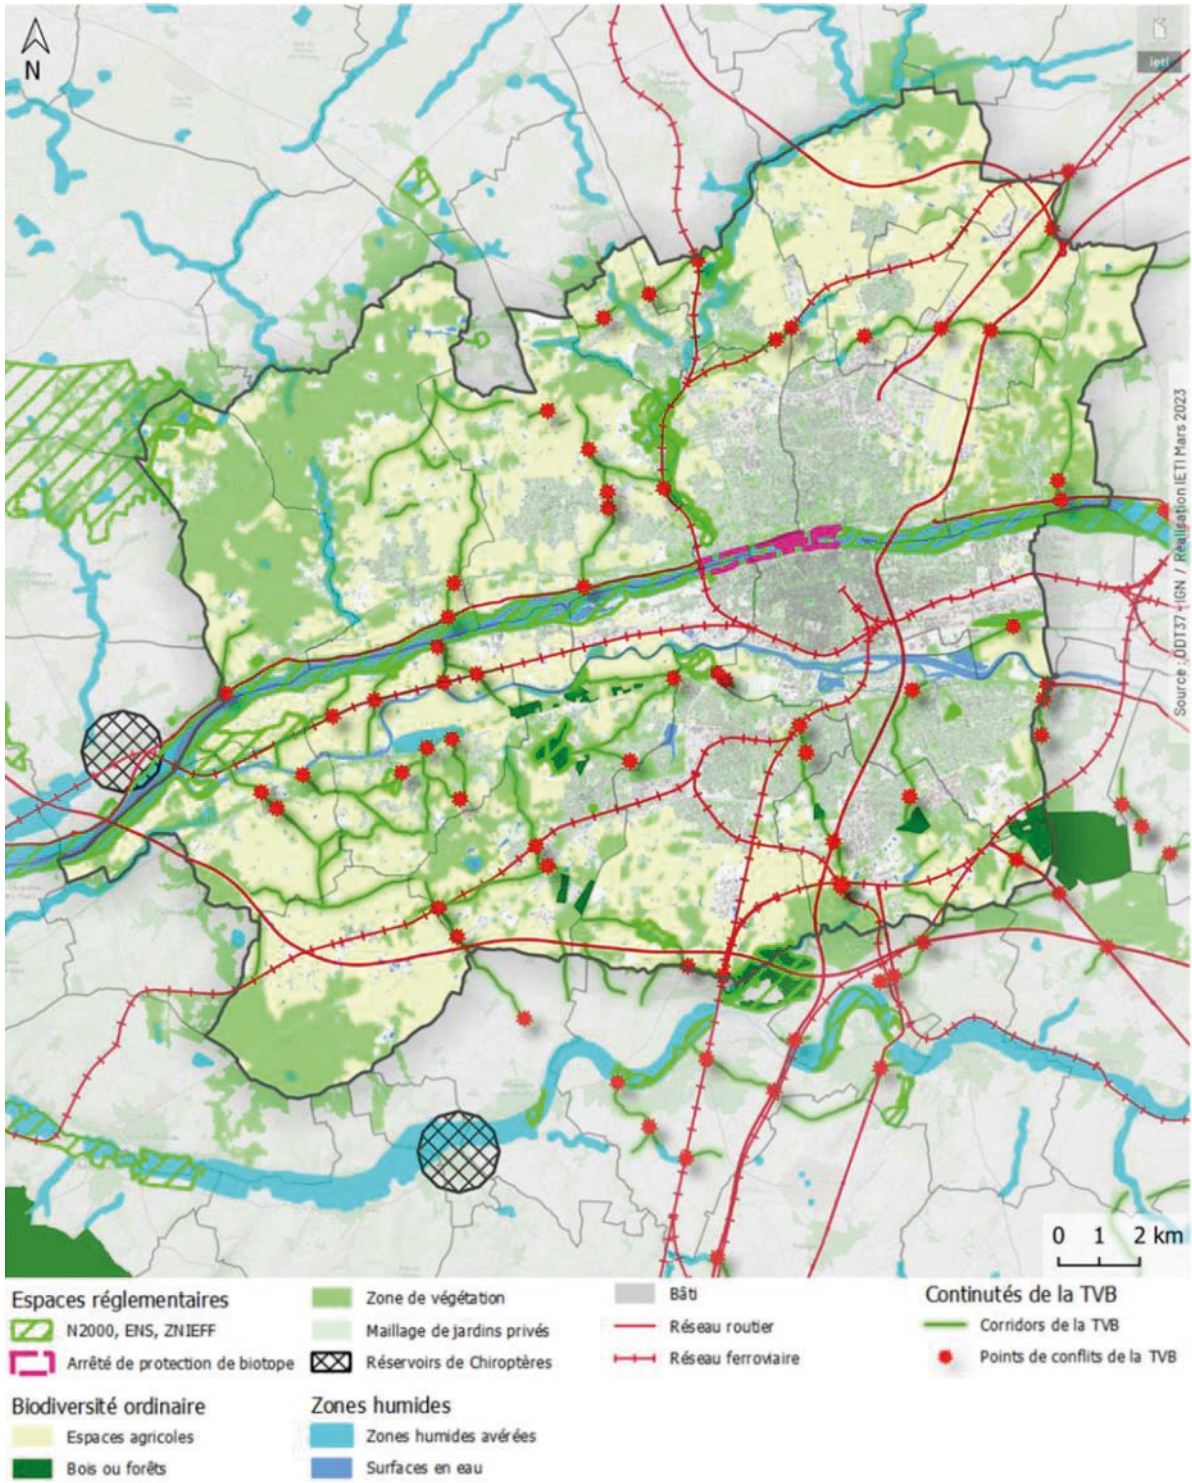 N
ieti
Source : DDT37 - IGN / Réalisation IETI Mars 2023
0 1 2 km
Espaces réglementaires
N2000, ENS, ZNIEFF
Arrêté de protection de biotope
Biodiversité ordinaire
Espaces agricoles
Bois ou forêts
Zone de végétation
Maillage de jardins privés
Réservoirs de Chiroptères
Zones humides
Zones humides avérées
Surfaces en eau
Bâti
Réseau routier
Réseau ferroviaire
Continutés de la TVB
Corridors de la TVB
Points de conflits de la TVB